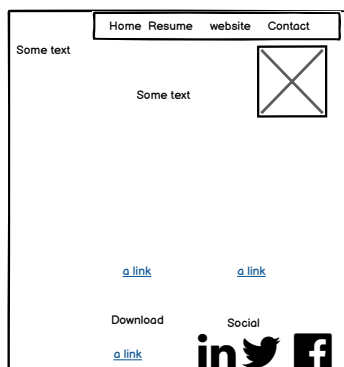 Home Resume website Contact
Some text
Some text
a link a link
Download Social
a link
in